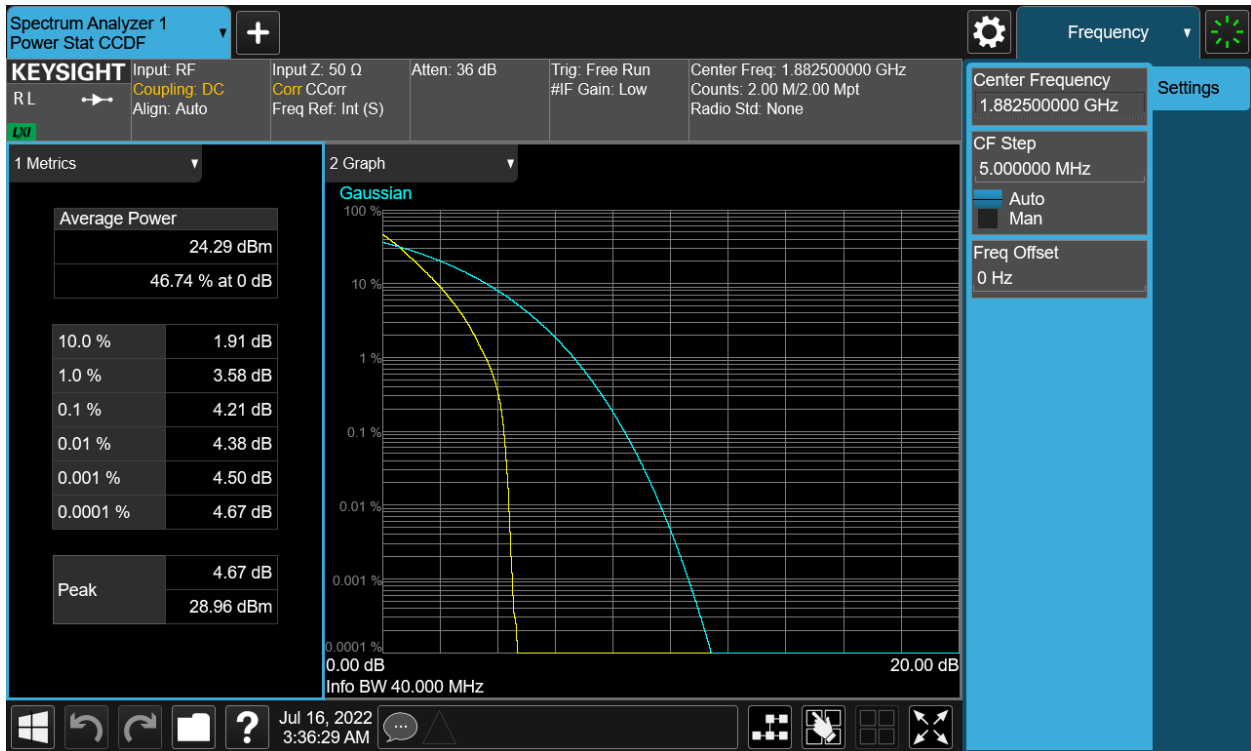 Spectrum Analyzer 1
Power Stat CCDF
Frequency
KEYSIGHT
R L
LXI
Input: RF
Coupling: DC
Align: Auto
Input Z: 50 Ω
Corr CCorr
Freq Ref: Int (S)
Atten: 36 dB
Trig: Free Run
#IF Gain: Low
Center Freq: 1.882500000 GHz
Counts: 2.00 M/2.00 Mpt
Radio Std: None
Center Frequency
1.882500000 GHz
Settings
CF Step
5.000000 MHz
Auto
Man
Freq Offset
0 Hz
1 Metrics
Average Power
24.29 dBm
46.74 % at 0 dB
10.0 % 1.91 dB
1.0 % 3.58 dB
0.1 % 4.21 dB
0.01 % 4.38 dB
0.001 % 4.50 dB
0.0001 % 4.67 dB
Peak
4.67 dB
28.96 dBm
2 Graph
Gaussian
100 %
10 %
1 %
0.1 %
0.01 %
0.001 %
0.0001 %
0.00 dB 20.00 dB
Info BW 40.000 MHz
?
Jul 16, 2022
3:36:29 AM